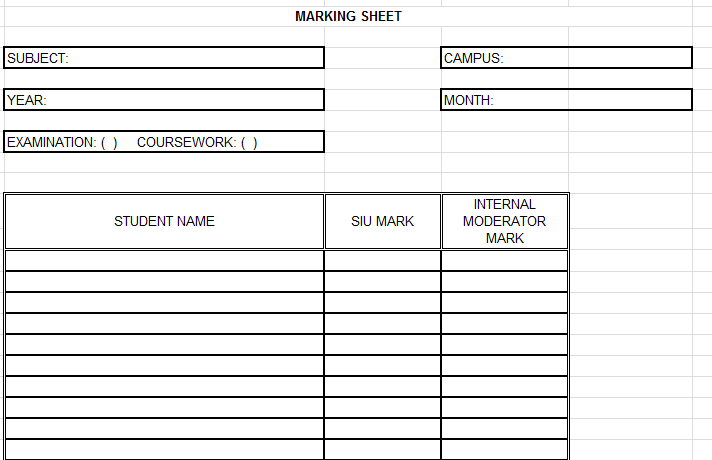 MARKING SHEET
SUBJECT: CAMPUS:
YEAR: MONTH:
EXAMINATION: ( ) COURSEWORK: ( )
STUDENT NAME SIU MARK INTERNAL
MODERATOR
MARK